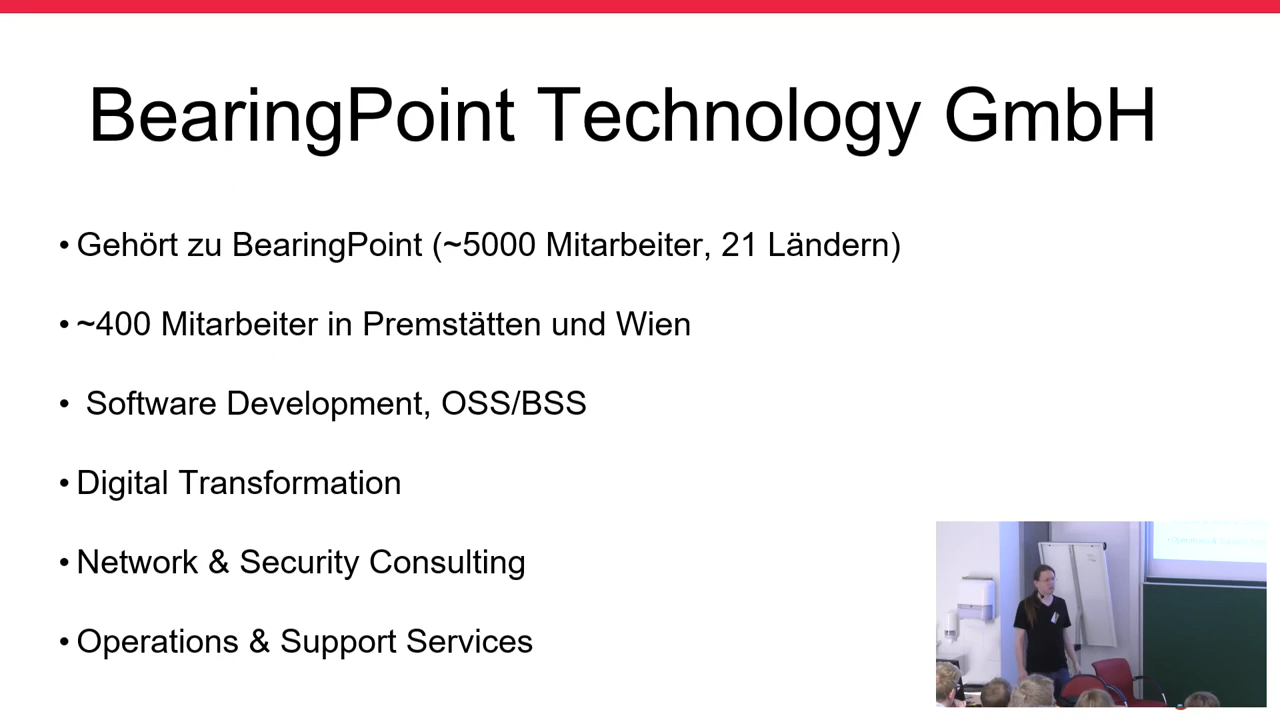 BearingPoint Technology GmbH
• Gehört zu BearingPoint (~5000 Mitarbeiter, 21 Ländern)
• ~400 Mitarbeiter in Premstätten und Wien
• Software Development, OSS/BSS
• Digital Transformation
• Network & Security Consulting
• Operations & Support Services